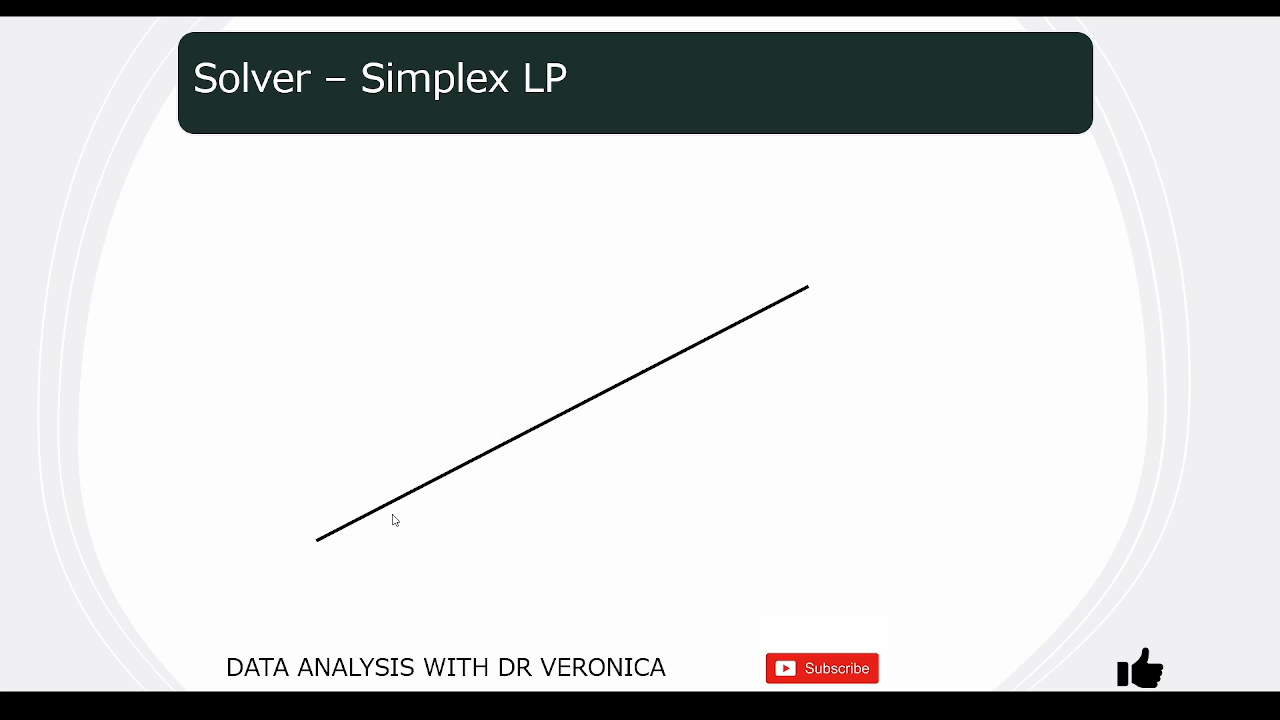 Solver – Simplex LP
DATA ANALYSIS WITH DR VERONICA
Subscribe